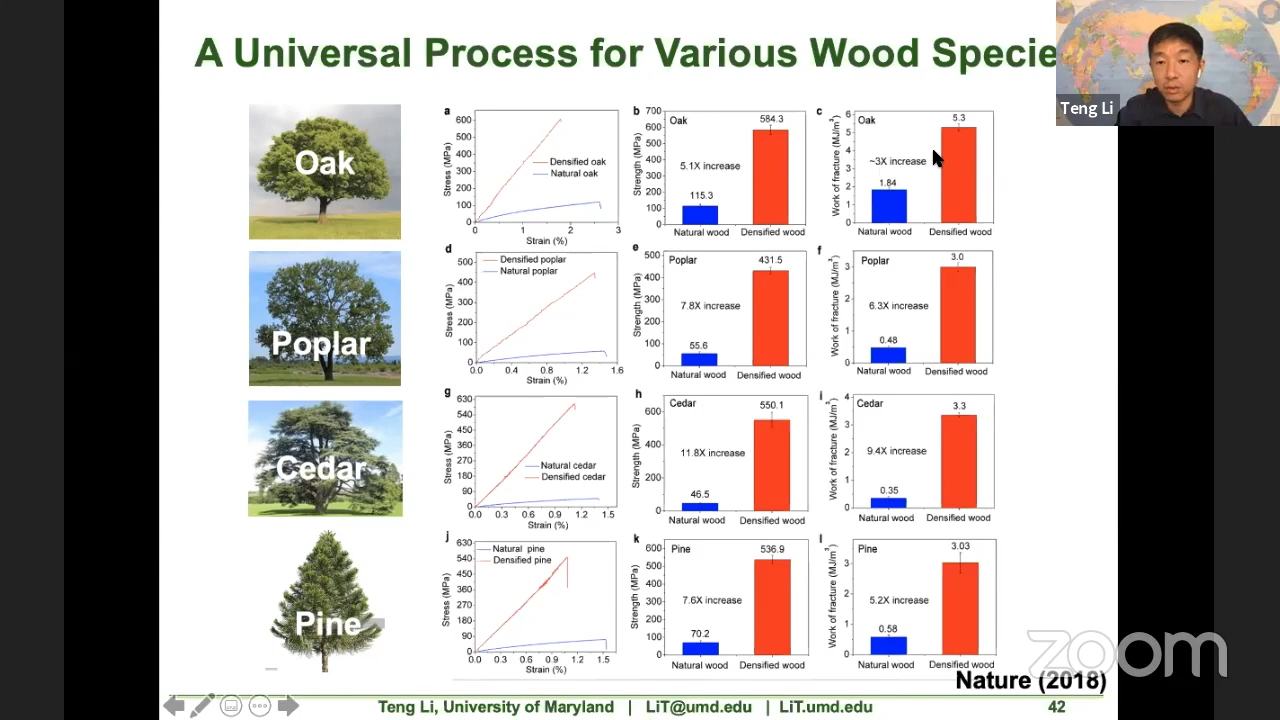 A Universal Process for Various Wood Specie
Teng Li
Oak
Poplar
Cedar
Pine
a
Stress (MPa)
600
500
400
300
200
100
0
Densified oak
Natural oak
0 1 2 3
Strain (%)
b
Oak
Strength (MPa)
700
600
500
400
300
200
100
0
584.3
5.1X increase
115.3
Natural wood Densified wood
c
Oak
Work of fracture (MJ/m³)
6
5
4
3
2
1
0
5.3
~3X increase
1.84
Natural wood Densified wood
d
Stress (MPa)
500
400
300
200
100
0
Densified poplar
Natural poplar
0.0 0.4 0.8 1.2 1.6
Strain (%)
e
Poplar
Strength (MPa)
500
400
300
200
100
0
431.5
7.8X increase
55.6
Natural wood Densified wood
f
Poplar
Work of fracture (MJ/m³)
3
2
1
0
3.0
6.3X increase
0.48
Natural wood Densified wood
g
Stress (MPa)
630
540
450
360
270
180
90
0
Natural cedar
Densified cedar
0.0 0.3 0.6 0.9 1.2 1.5
Strain (%)
h
Cedar
Strength (MPa)
600
400
200
0
550.1
11.8X increase
46.5
Natural wood Densified wood
i
Cedar
Work of fracture (MJ/m³)
4
3
2
1
0
3.3
9.4X increase
0.35
Natural wood Densified wood
j
Stress (MPa)
630
540
450
360
270
180
90
0
Natural pine
Densified pine
0.0 0.3 0.6 0.9 1.2 1.5
Strain (%)
k
Pine
Strength (MPa)
600
500
400
300
200
100
0
536.9
7.6X increase
70.2
Natural wood Densified wood
l
Pine
Work of fracture (MJ/m³)
3
2
1
0
3.03
5.2X increase
0.58
Natural wood Densified wood
zoom
Nature (2018)
Teng Li, University of Maryland | LiT@umd.edu | LiT.umd.edu 42